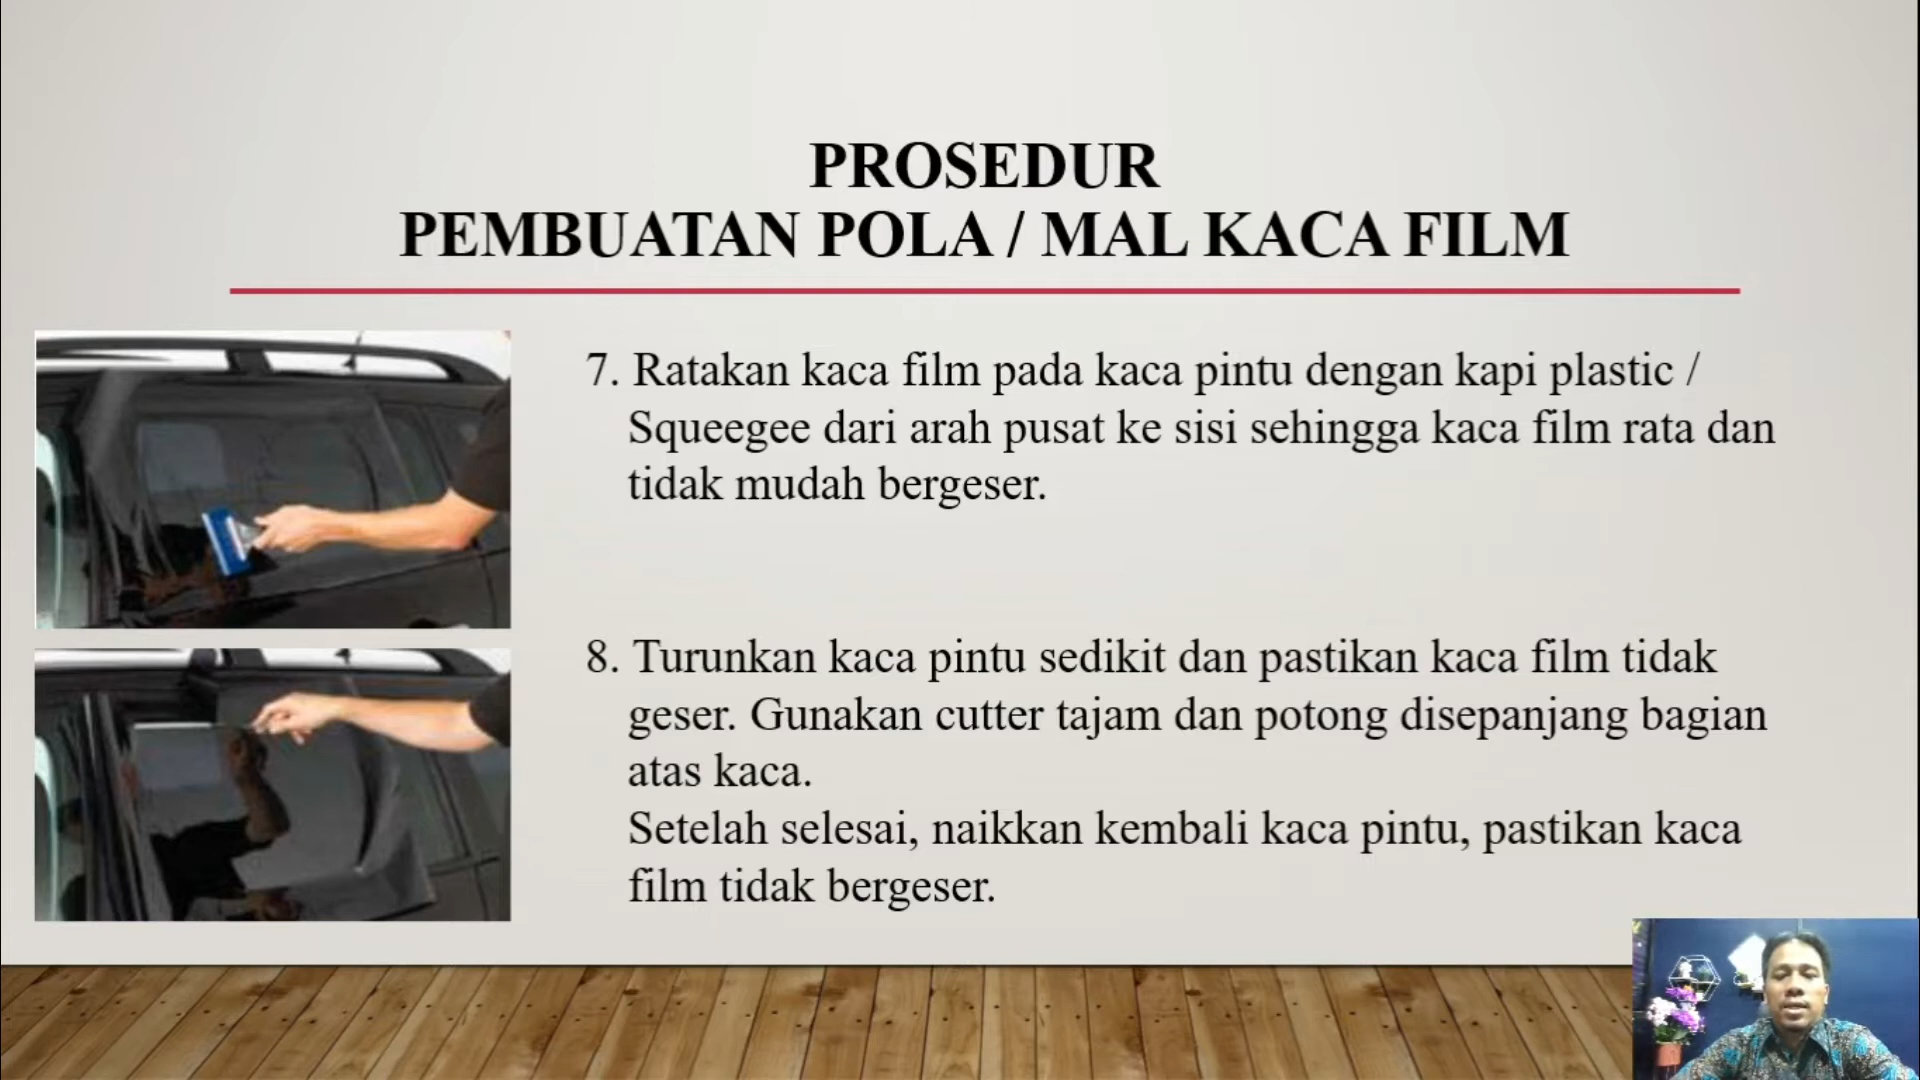 PROSEDUR
PEMBUATAN POLA / MAL KACA FILM
7. Ratakan kaca film pada kaca pintu dengan kapi plastic /
Squeegee dari arah pusat ke sisi sehingga kaca film rata dan
tidak mudah bergeser.
8. Turunkan kaca pintu sedikit dan pastikan kaca film tidak
geser. Gunakan cutter tajam dan potong disepanjang bagian
atas kaca.
Setelah selesai, naikkan kembali kaca pintu, pastikan kaca
film tidak bergeser.